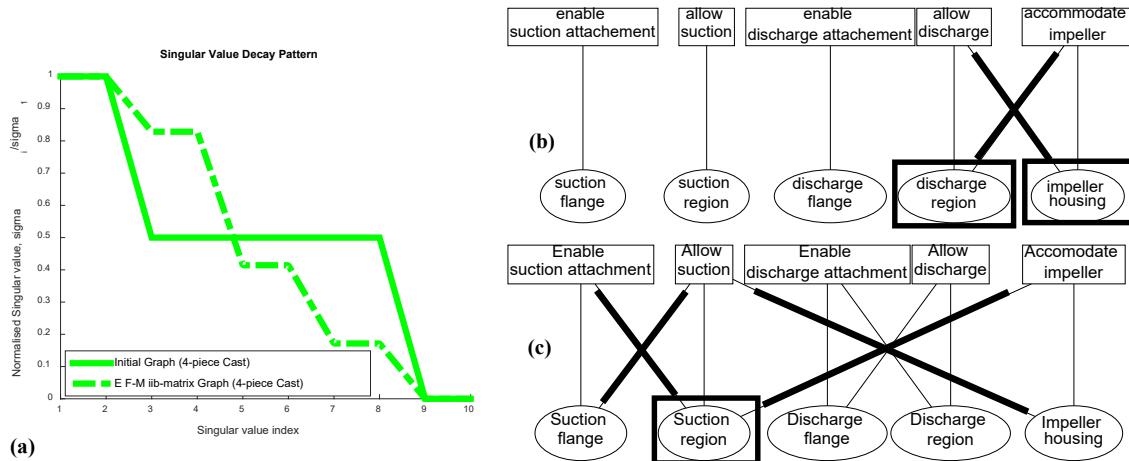 Singular Value Decay Pattern
Normalised Singular value, sigma i/sigma 1
1
0.9
0.8
0.7
0.6
0.5
0.4
0.3
0.2
0.1
0
Initial Graph (4-piece Cast)
E F-M iib-matrix Graph (4-piece Cast)
1 2 3 4 5 6 7 8 9 10
Singular value index
(a)
enable
suction attachement
allow
suction
enable
discharge attachement
allow
discharge
accommodate
impeller
(b)
suction
flange
suction
region
discharge
flange
discharge
region
impeller
housing
Enable
suction attachment
Allow
suction
Enable
discharge attachment
Allow
discharge
Accomodate
impeller
(c)
Suction
flange
Suction
region
Discharge
flange
Discharge
region
Impeller
housing